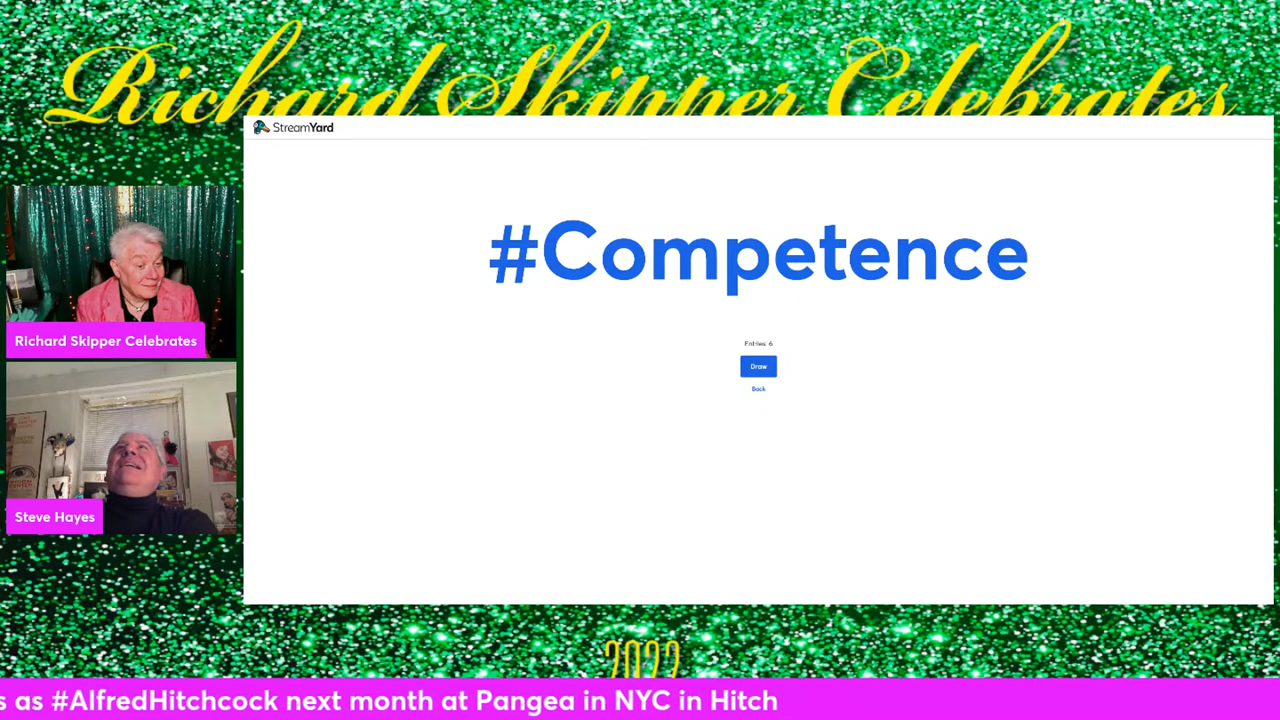 Richard Skipper Celebrates
StreamYard
#Competence
Entries: 6
Draw
Back
Richard Skipper Celebrates
Steve Hayes
2022
s as #AlfredHitchcock next month at Pangea in NYC in Hitch